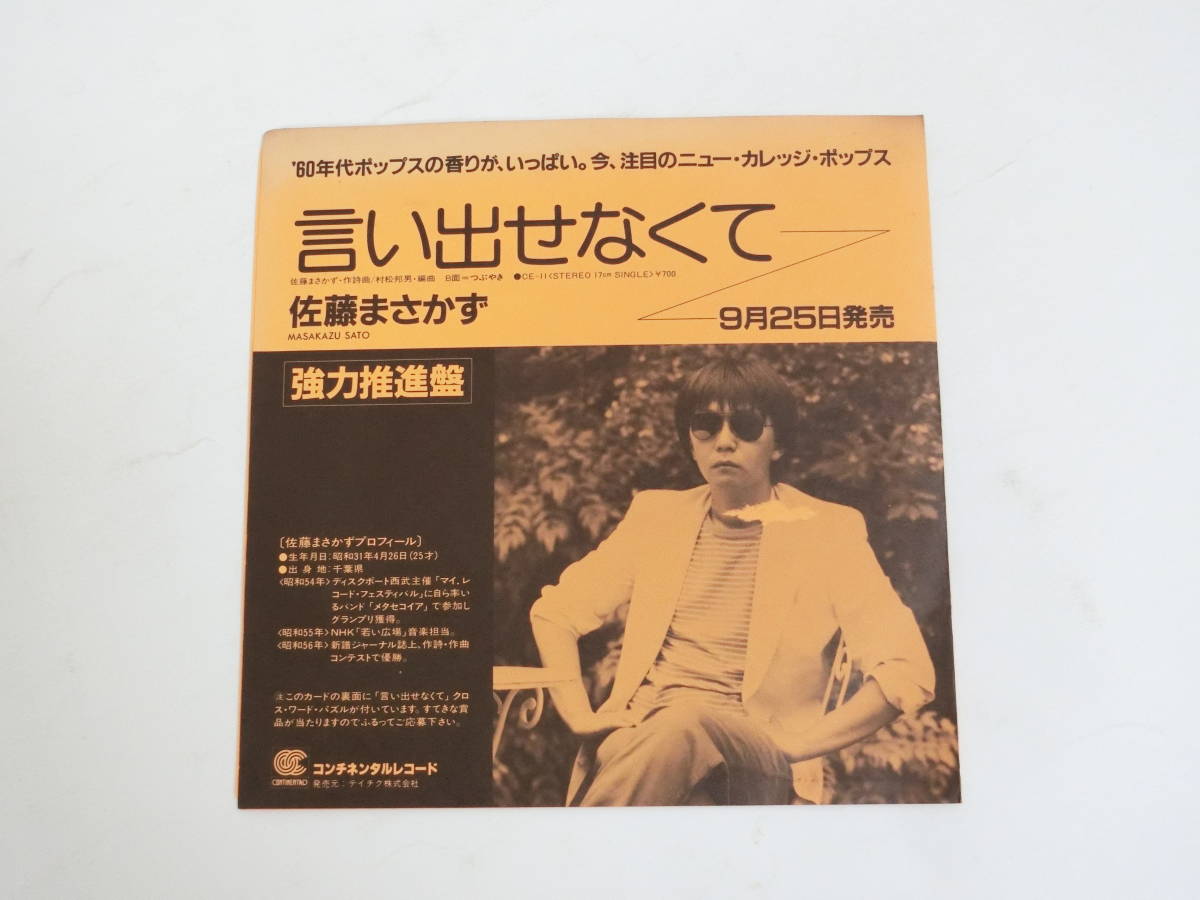 '60年代ポップスの香りが、いっぱい。今、注目のニュー・カレッジ・ポップス
言い出せなくて
佐藤まさかず・作詩曲/村松邦男・編曲 B面=つぶやき ●CE-11<STEREO 17cm SINGLE>¥700
佐藤まさかず
MASAKAZU SATO
9月25日発売
強力推進盤
〔佐藤まさかずプロフィール〕
●生年月日:昭和31年4月26日(25才)
●出身地:千葉県
<昭和54年>ディスクポート西武主催「マイ.レ
コード・フェスティバル」に自ら率い
るバンド「メタセコイア」で参加し
グランプリ獲得。
<昭和55年>NHK「若い広場」音楽担当。
<昭和56年>新譜ジャーナル誌上、作詩・作曲
コンテストで優勝。
注このカードの裏面に「言い出せなくて」クロ
ス・ワード・パズルが付いています。すてきな賞
品が当たりますのでふるってご応募下さい。
CONTINENTAL
コンチネンタルレコード
発売元:テイチク株式会社